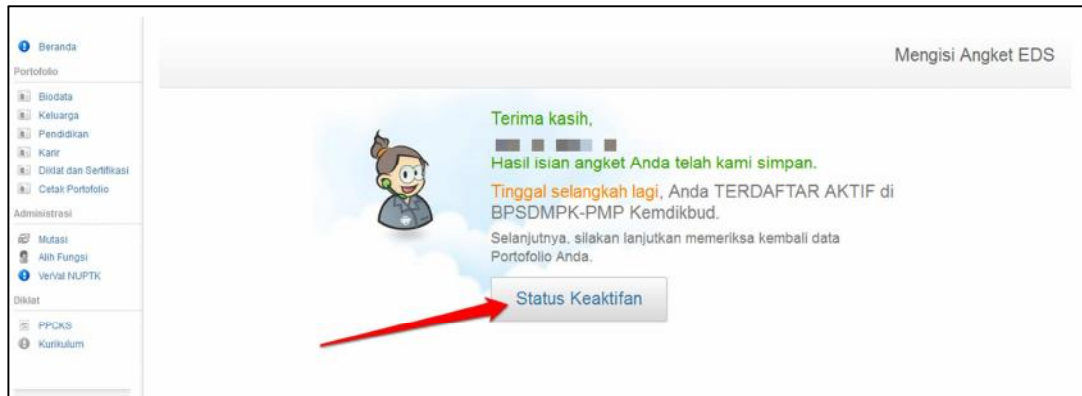 Beranda
Portofolio
Biodata
Keluarga
Pendidikan
Karir
Diklat dan Sertifikasi
Cetak Portofolio
Administrasi
Mutasi
Alih Fungsi
VerVal NUPTK
Diklat
PPCKS
Kurikulum
Mengisi Angket EDS
Terima kasih,
Hasil isian angket Anda telah kami simpan.
Tinggal selangkah lagi, Anda TERDAFTAR AKTIF di
BPSDMPK-PMP Kemdikbud.
Selanjutnya, silakan lanjutkan memeriksa kembali data
Portofolio Anda.
Status Keaktifan